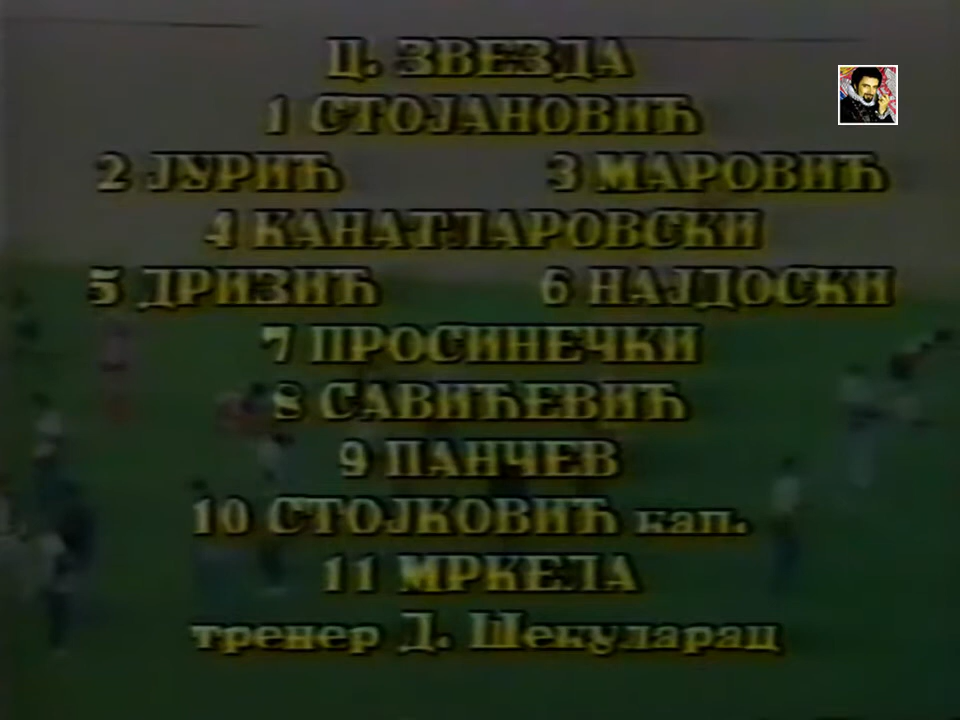 Ц. ЗВЕЗДА
1 СТОЈАНОВИЋ
2 ЈУРИЋ 3 МАРОВИЋ
4 КАНАТЛАРОВСКИ
5 ДРИЗИЋ 6 НАЈДОСКИ
7 ПРОСИНЕЧКИ
8 САВИЋЕВИЋ
9 ПАНЧЕВ
10 СТОЈКОВИЋ кап.
11 МРКЕЛА
тренер Д. Шекуларац